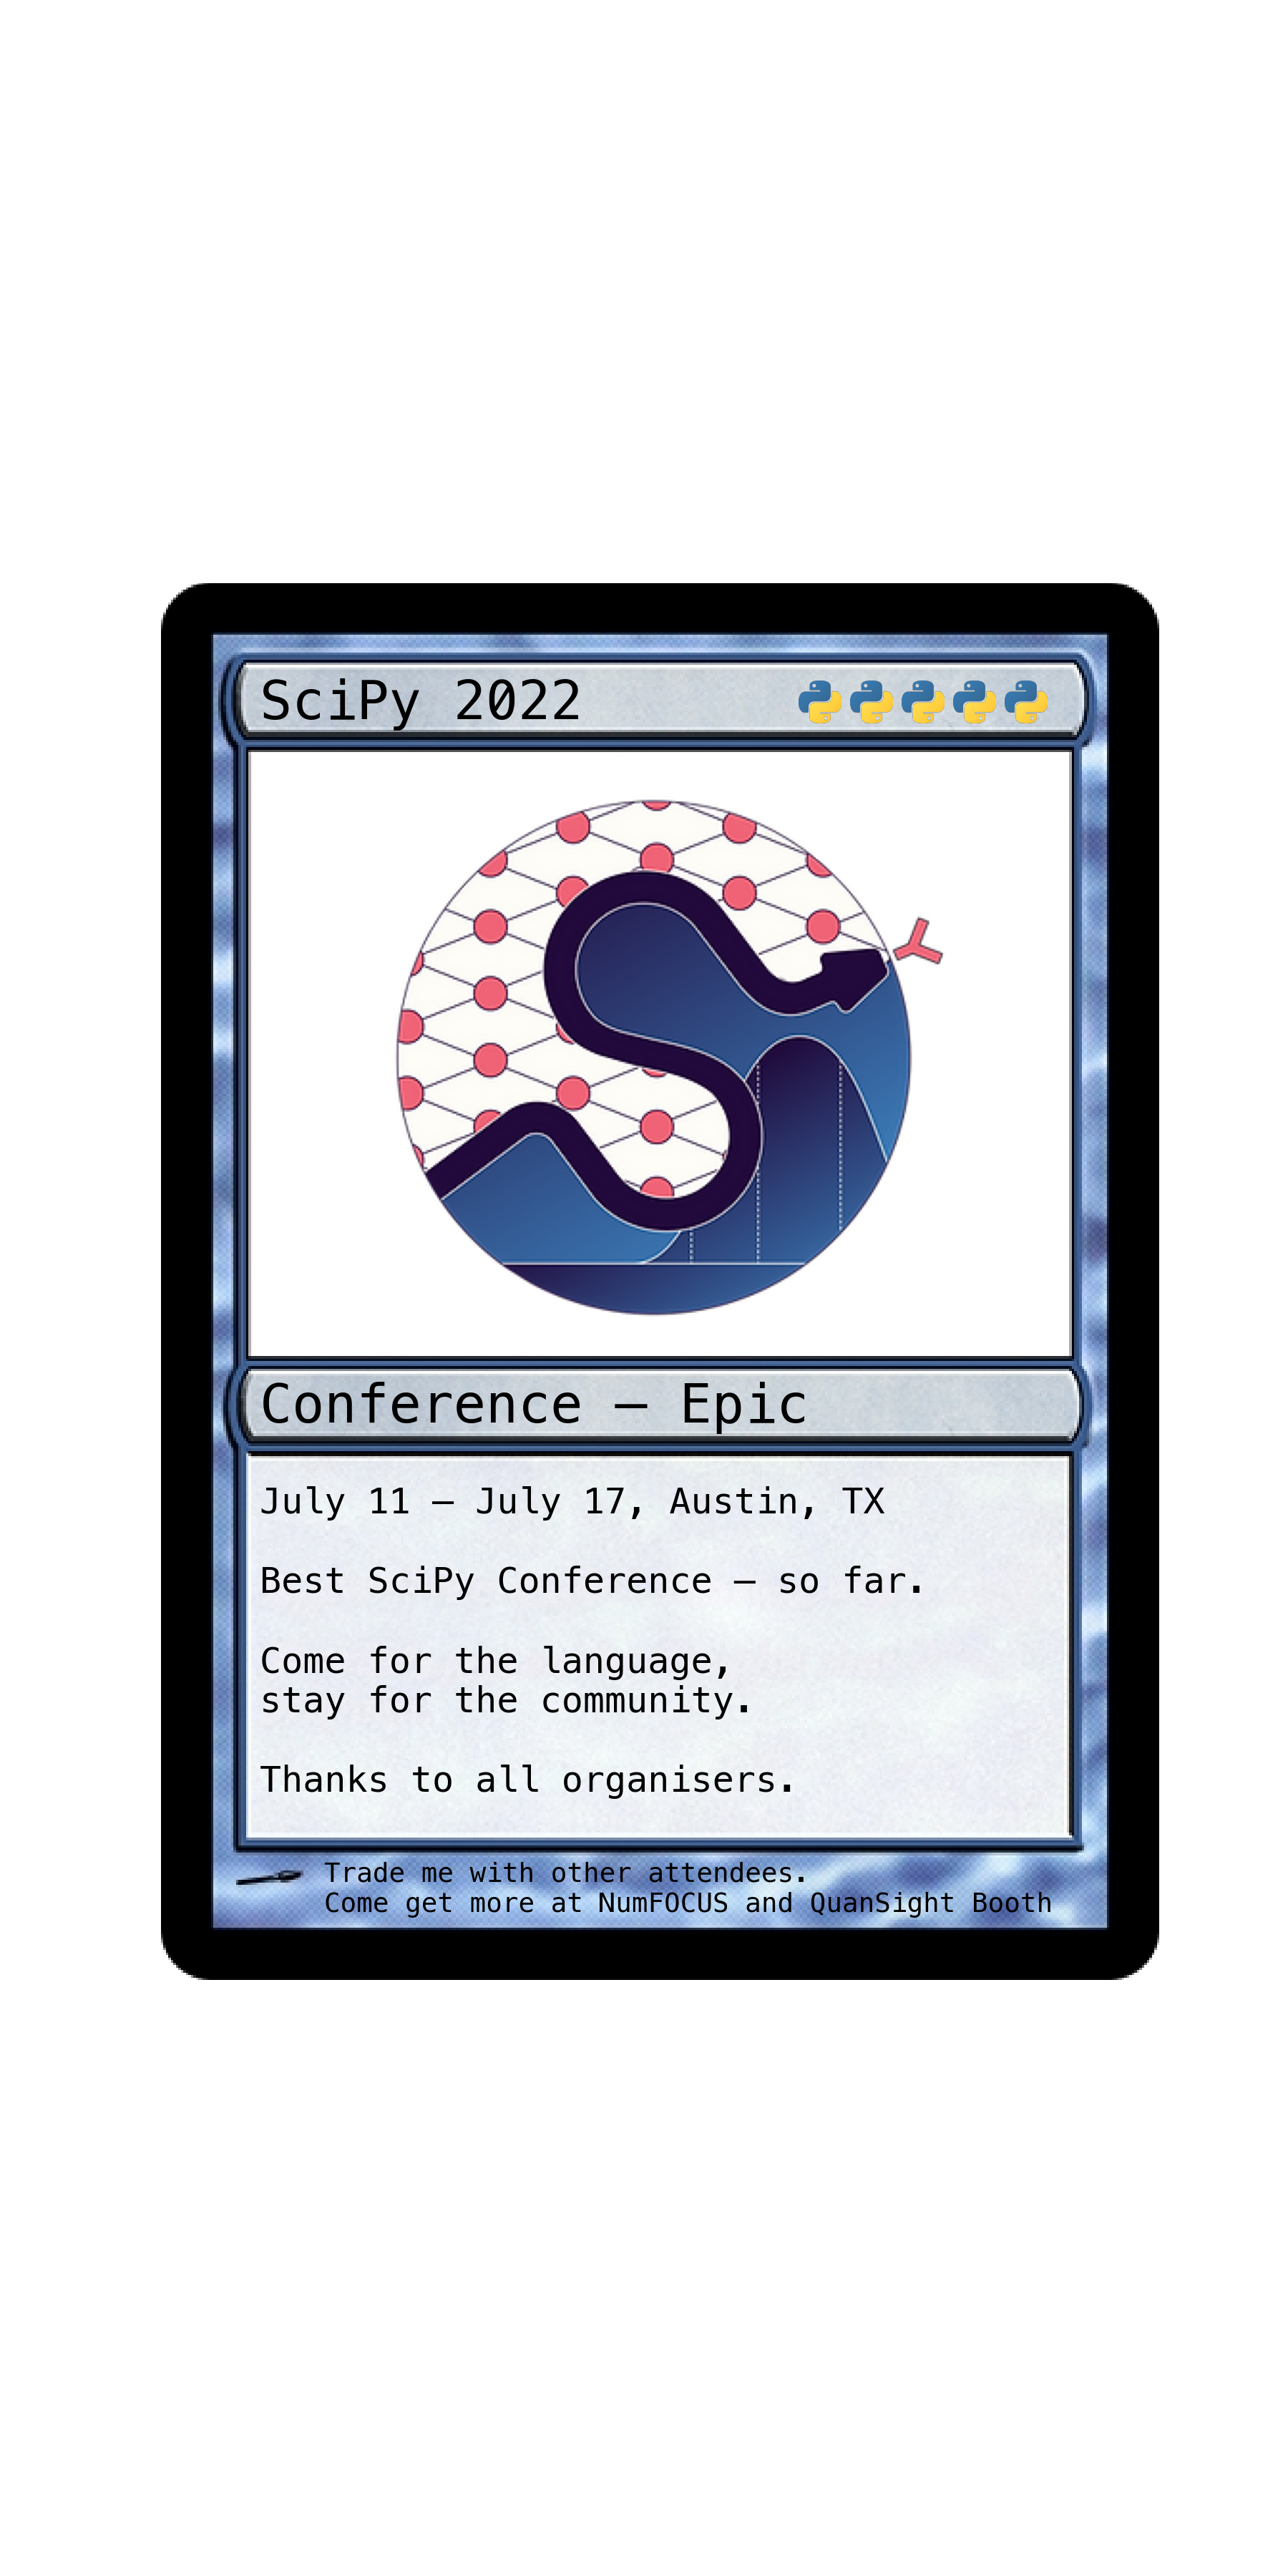 SciPy 2022
Conference — Epic
July 11 — July 17, Austin, TX
Best SciPy Conference — so far.
Come for the language,
stay for the community.
Thanks to all organisers.
Trade me with other attendees.
Come get more at NumFOCUS and QuanSight Booth